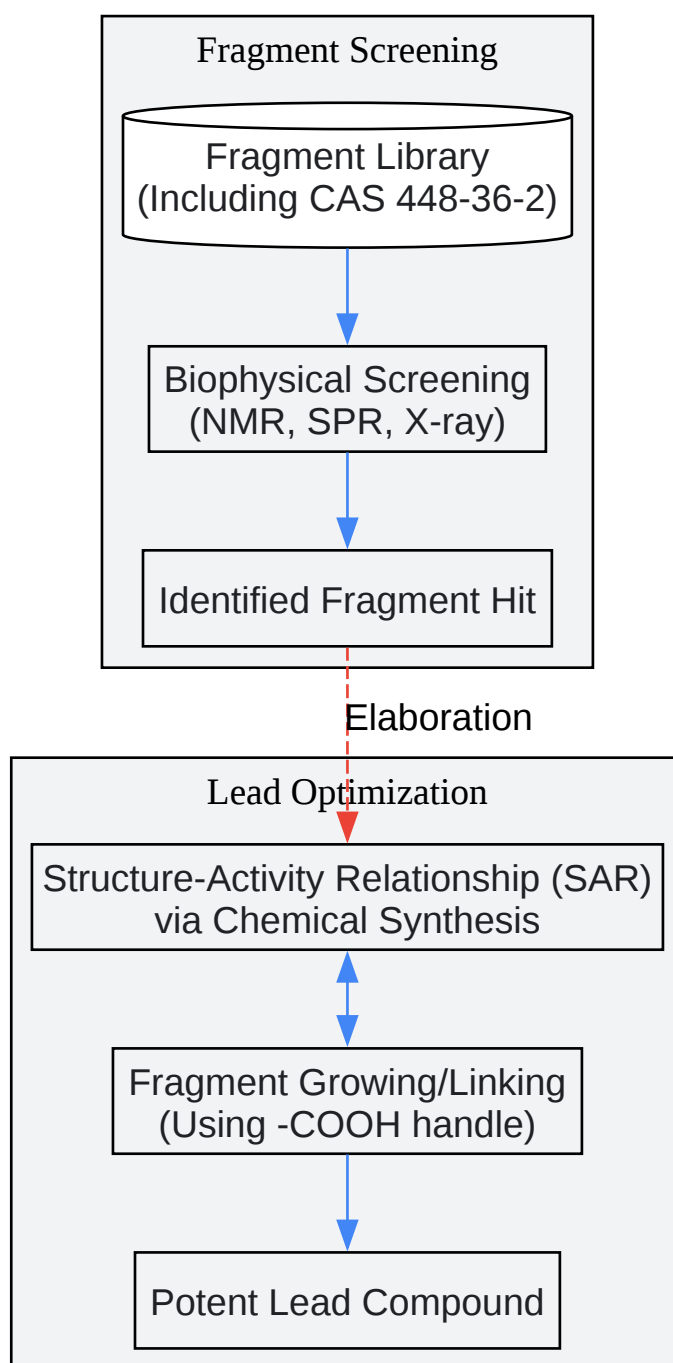 Fragment Screening
Fragment Library
(Including CAS 448-36-2)
Biophysical Screening
(NMR, SPR, X-ray)
Identified Fragment Hit
Elaboration
Lead Optimization
Structure-Activity Relationship (SAR)
via Chemical Synthesis
Fragment Growing/Linking
(Using -COOH handle)
Potent Lead Compound